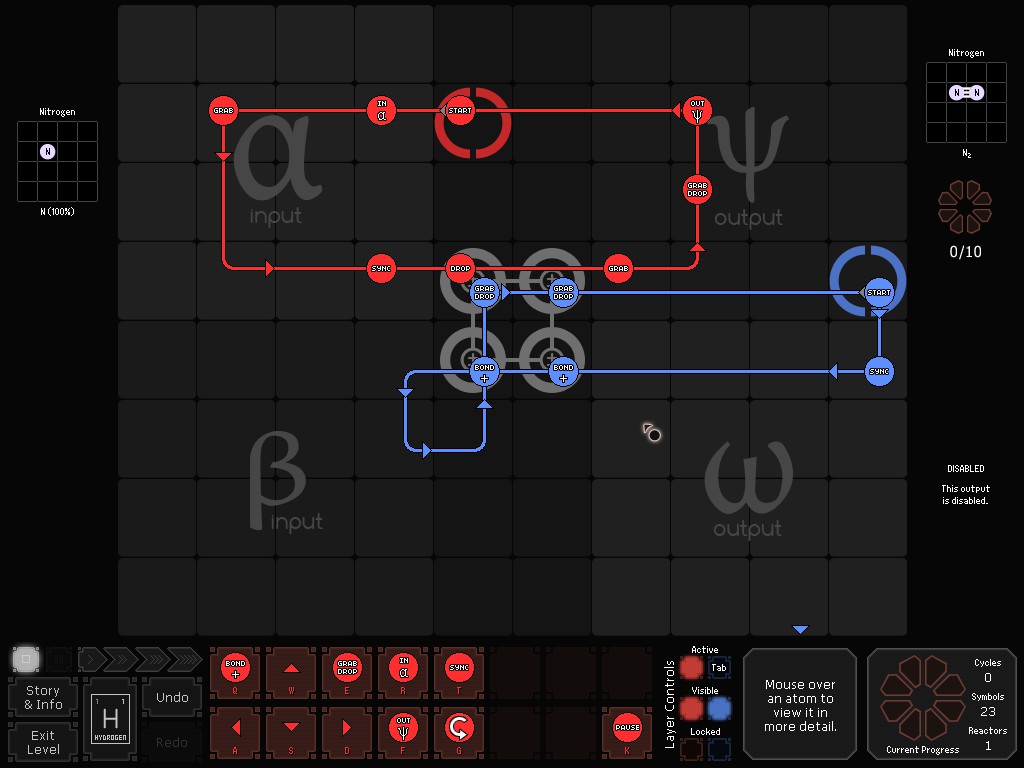 Nitrogen
N
N (100%)
Nitrogen
N = N
N₂
0/10
GRAB
IN
α
START
OUT
ψ
α
input
ψ
output
GRAB
DROP
SYNC
DROP
GRAB
GRAB
DROP
GRAB
DROP
START
BOND
+
BOND
+
SYNC
β
input
ω
output
DISABLED
This output
is disabled.
Story
& Info
Exit
Level
1 1
H
HYDROGEN
Undo
Redo
BOND
+
Q
W
GRAB
DROP
E
IN
α
R
SYNC
T
A
S
D
OUT
ψ
F
G
PAUSE
K
Layer Controls
Active
Tab
Visible
Locked
Mouse over
an atom to
view it in
more detail.
Cycles
0
Symbols
23
Reactors
1
Current Progress